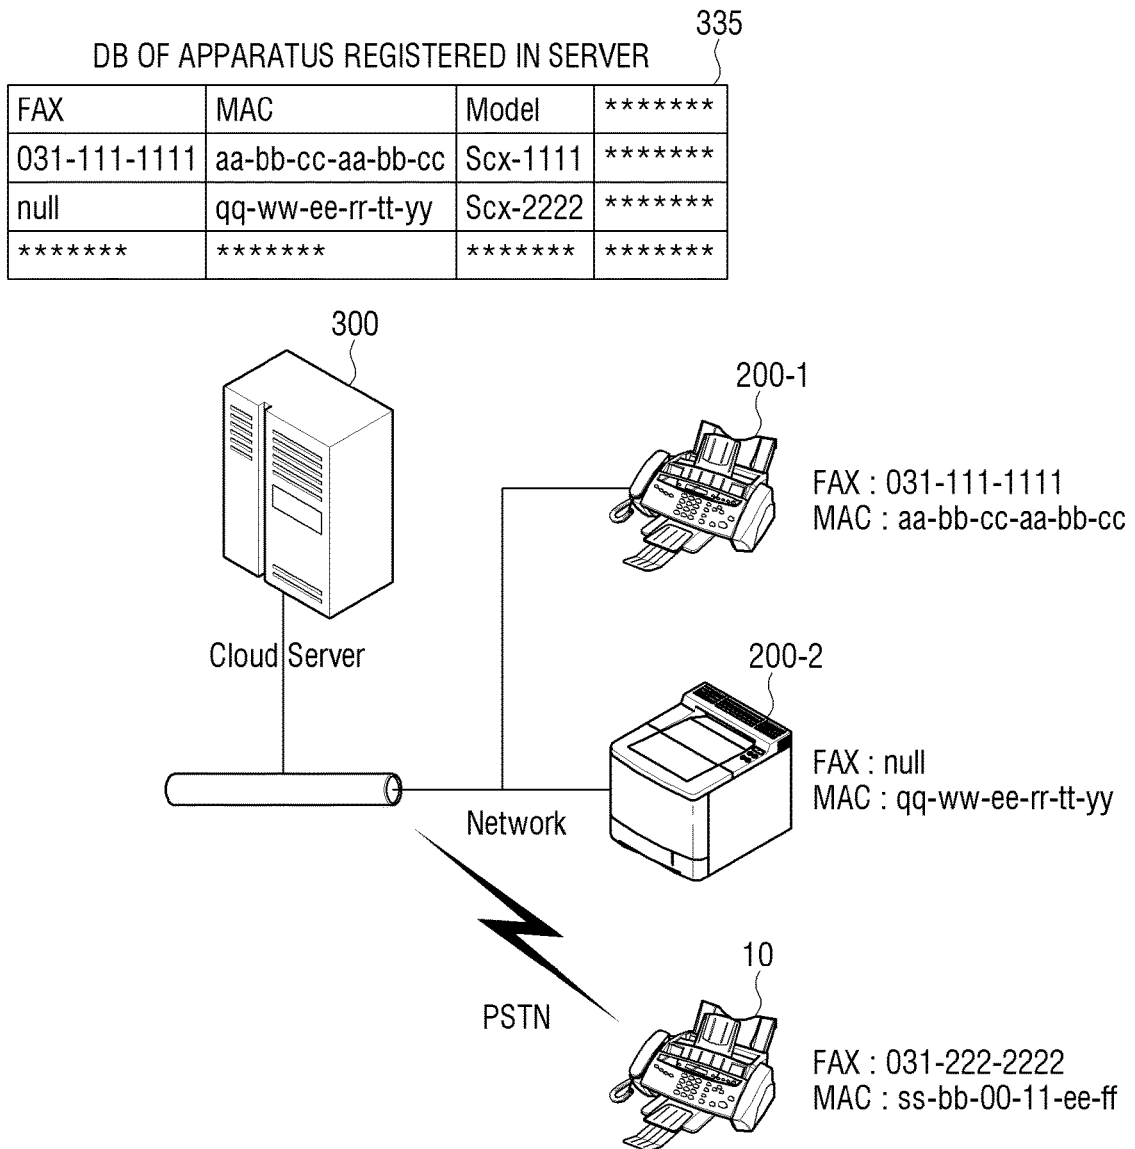 335
DB OF APPARATUS REGISTERED IN SERVER
FAX MAC Model *******
031-111-1111 aa-bb-cc-aa-bb-cc Scx-1111 *******
null qq-ww-ee-rr-tt-yy Scx-2222 *******
******* ******* ******* *******
300
200-1
FAX : 031-111-1111
MAC : aa-bb-cc-aa-bb-cc
Cloud Server
200-2
FAX : null
MAC : qq-ww-ee-rr-tt-yy
Network
10
PSTN
FAX : 031-222-2222
MAC : ss-bb-00-11-ee-ff